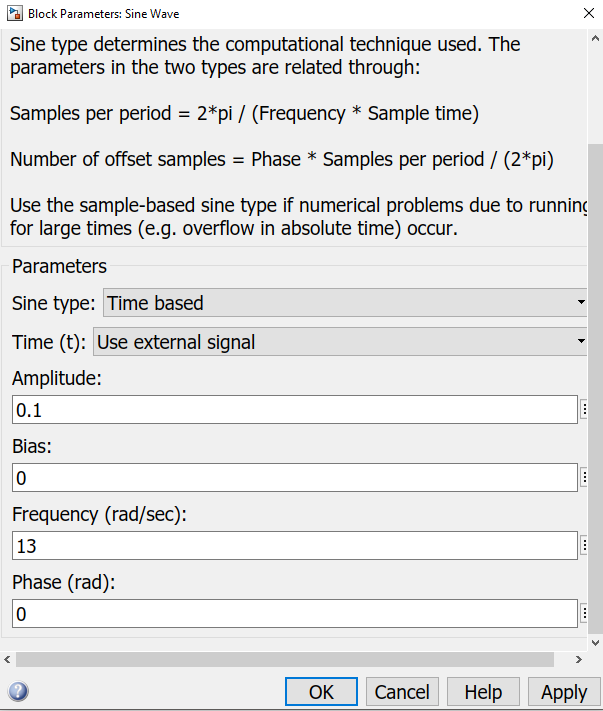 Block Parameters: Sine Wave
Sine type determines the computational technique used. The
parameters in the two types are related through:
Samples per period = 2*pi / (Frequency * Sample time)
Number of offset samples = Phase * Samples per period / (2*pi)
Use the sample-based sine type if numerical problems due to running
for large times (e.g. overflow in absolute time) occur.
Parameters
Sine type: Time based
Time (t): Use external signal
Amplitude:
0.1
Bias:
0
Frequency (rad/sec):
13
Phase (rad):
0
OK Cancel Help Apply